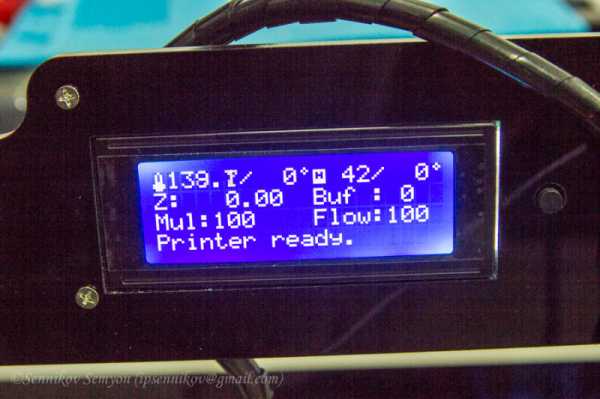 139.1/ 0° 42/ 0°
Z: 0.00 Buf : 0
Mul:100 Flow:100
Printer ready.
©Sennikov Semyon (ipsennikov@gmail.com)